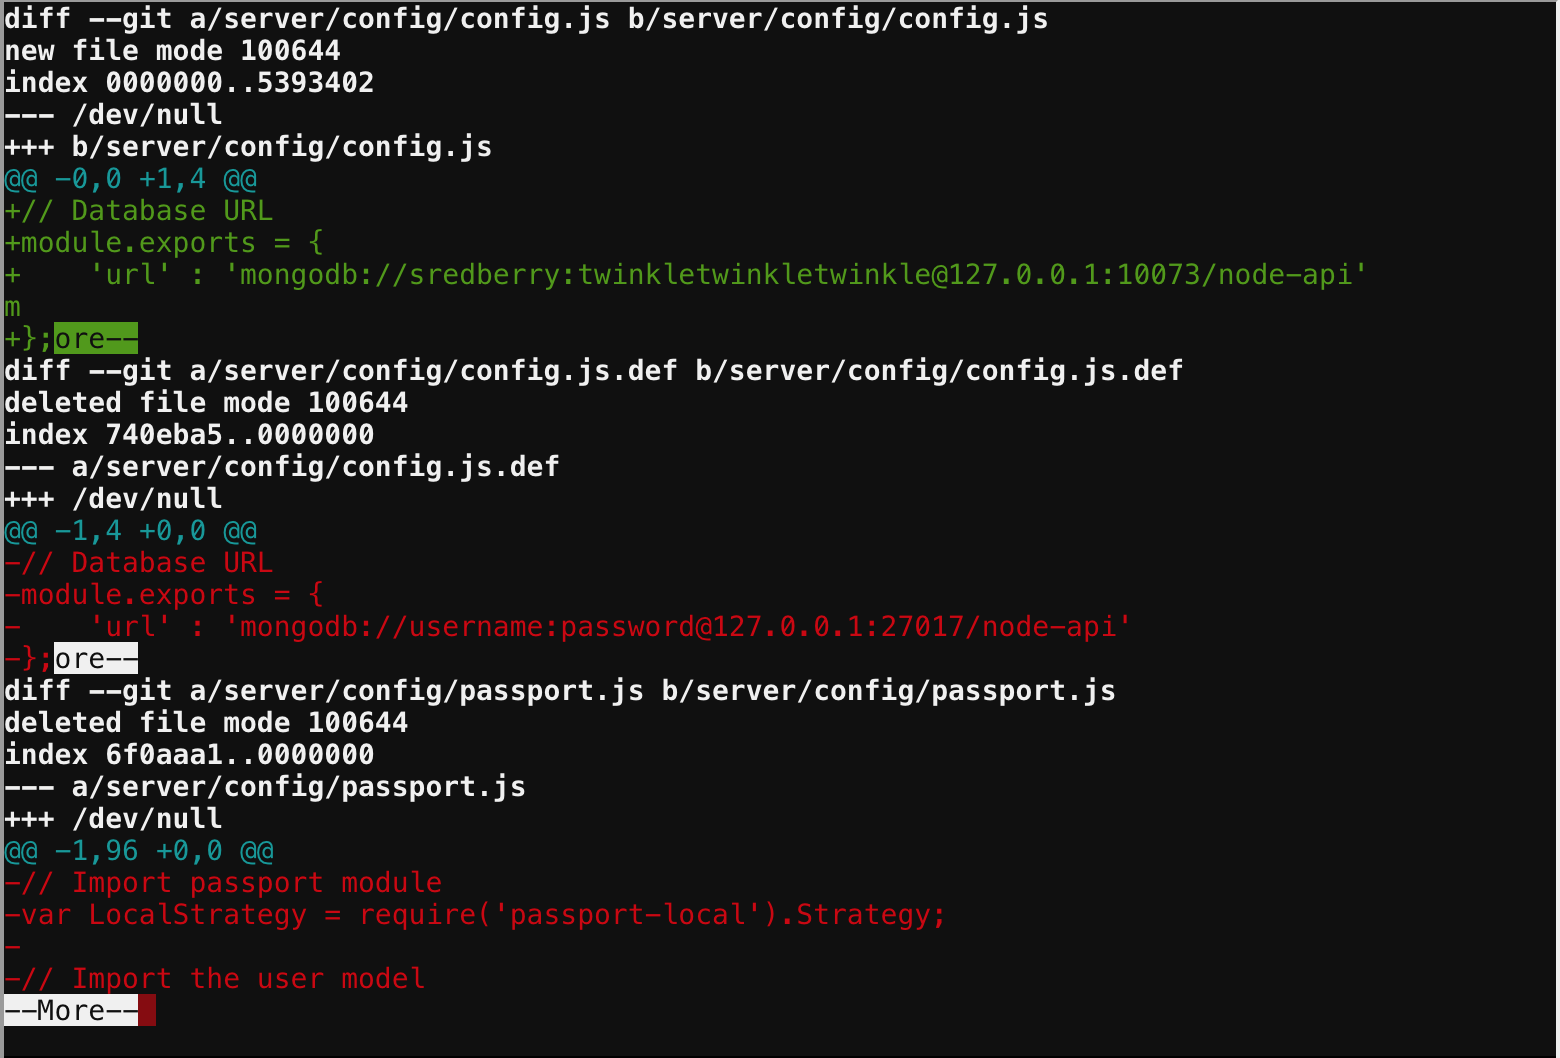 diff --git a/server/config/config.js b/server/config/config.js
new file mode 100644
index 0000000..5393402
--- /dev/null
+++ b/server/config/config.js
@@ -0,0 +1,4 @@
+// Database URL
+module.exports = {
+    'url' : 'mongodb://sredberry:twinkletwinkletwinkle@127.0.0.1:10073/node-api'
m
+};ore--
diff --git a/server/config/config.js.def b/server/config/config.js.def
deleted file mode 100644
index 740eba5..0000000
--- a/server/config/config.js.def
+++ /dev/null
@@ -1,4 +0,0 @@
-// Database URL
-module.exports = {
-    'url' : 'mongodb://username:password@127.0.0.1:27017/node-api'
-};ore--
diff --git a/server/config/passport.js b/server/config/passport.js
deleted file mode 100644
index 6f0aaa1..0000000
--- a/server/config/passport.js
+++ /dev/null
@@ -1,96 +0,0 @@
-// Import passport module
-var LocalStrategy = require('passport-local').Strategy;
-
-// Import the user model
--More--